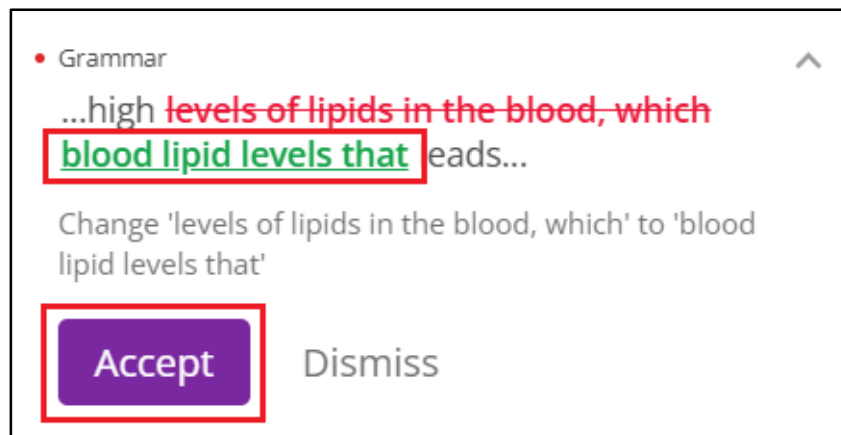 Grammar
...high levels of lipids in the blood, which
blood lipid levels that eads...
Change 'levels of lipids in the blood, which' to 'blood
lipid levels that'
Accept Dismiss